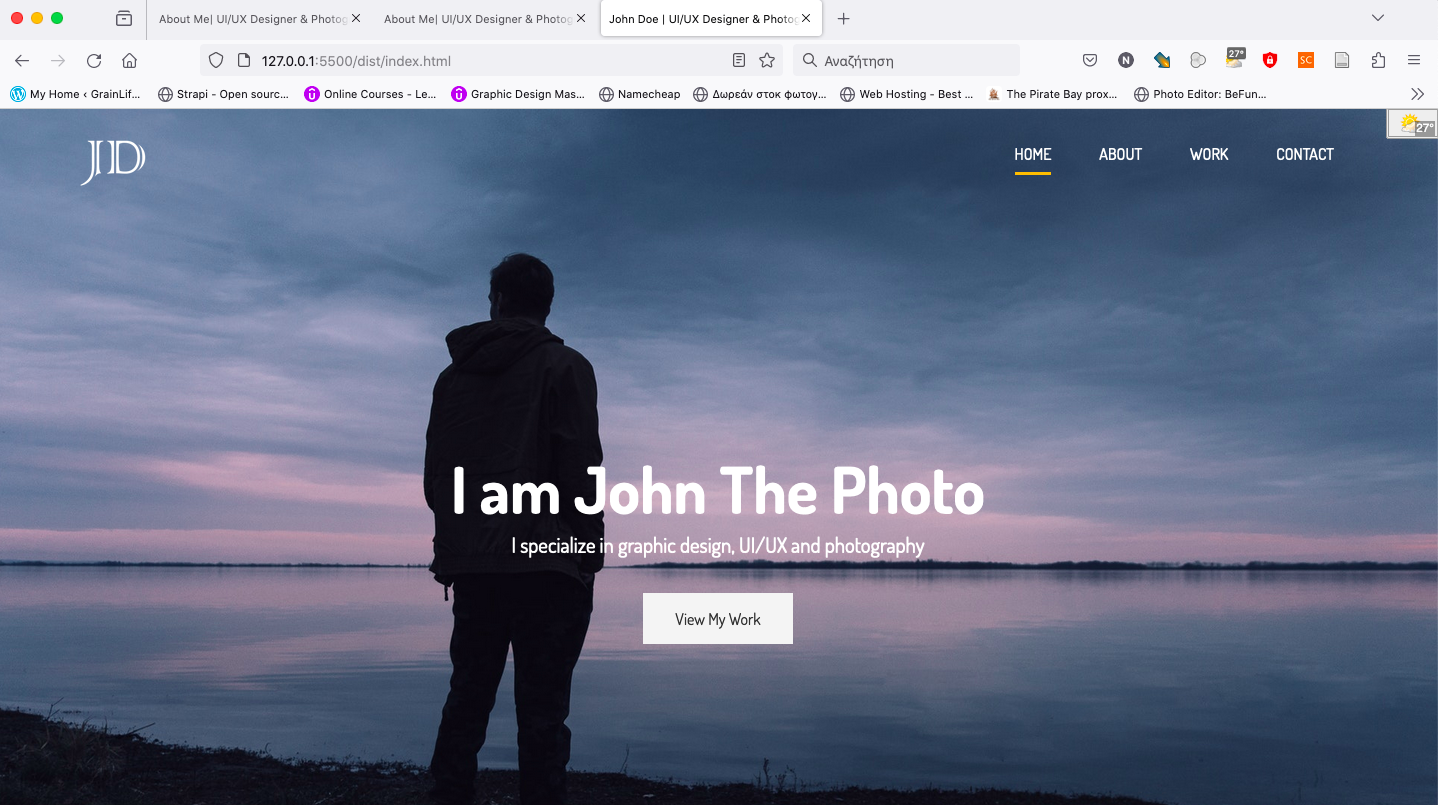 About Me| UI/UX Designer & Photog
About Me| UI/UX Designer & Photog
John Doe | UI/UX Designer & Photog
127.0.0.1:5500/dist/index.html
Αναζήτηση
N
27°
SC
My Home ‹ GrainLif...
Strapi - Open sourc...
Online Courses - Le...
Graphic Design Mas...
Namecheap
Δωρεάν στοκ φωτογ...
Web Hosting - Best ...
The Pirate Bay prox...
Photo Editor: BeFun...
27°
JD
HOME
ABOUT
WORK
CONTACT
I am John The Photo
I specialize in graphic design, UI/UX and photography
View My Work